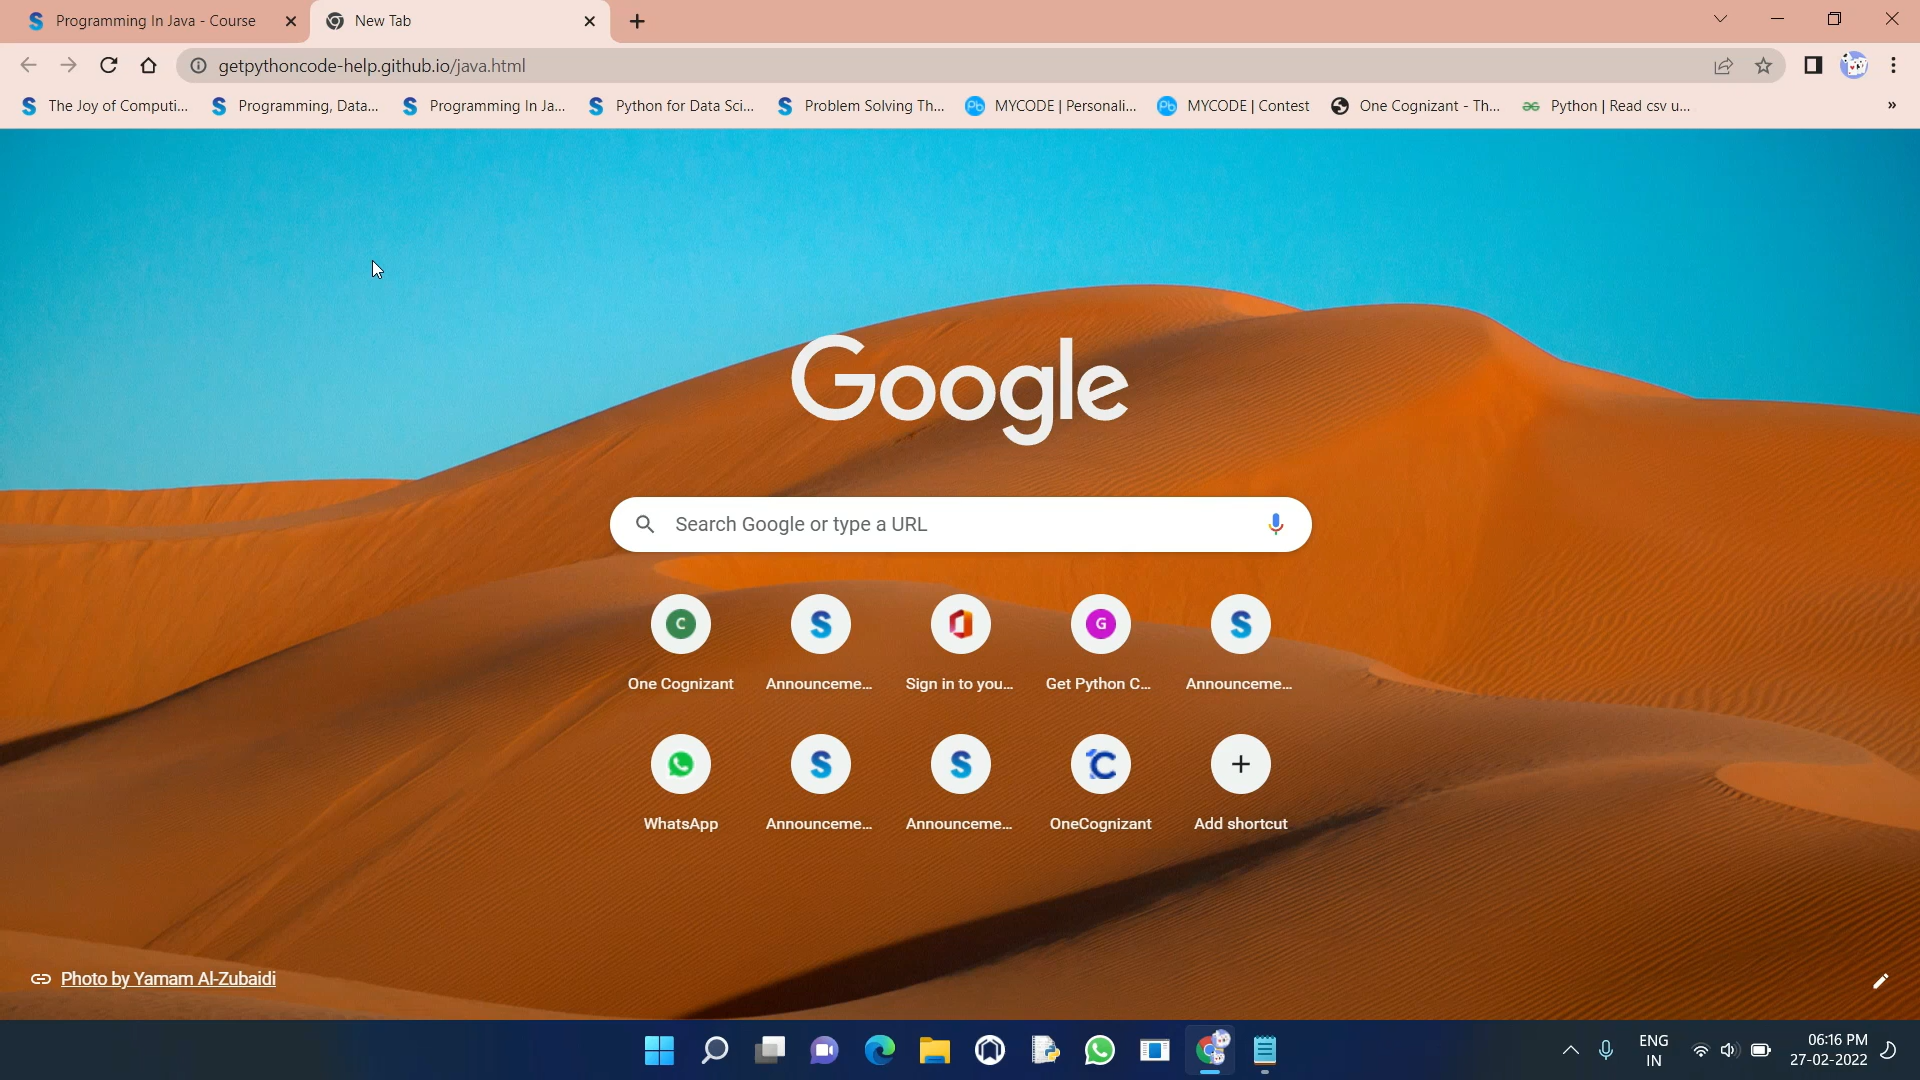 Programming In Java - Course
New Tab
getpythoncode-help.github.io/java.html
The Joy of Computi...
Programming, Data...
Programming In Ja...
Python for Data Sci...
Problem Solving Th...
MYCODE | Personali...
MYCODE | Contest
One Cognizant - Th...
Python | Read csv u...
»
Google
Search Google or type a URL
C
G
One Cognizant
Announceme...
Sign in to you...
Get Python C...
Announceme...
WhatsApp
Announceme...
Announceme...
OneCognizant
Add shortcut
Photo by Yamam Al-Zubaidi
ENG
IN
06:16 PM
27-02-2022